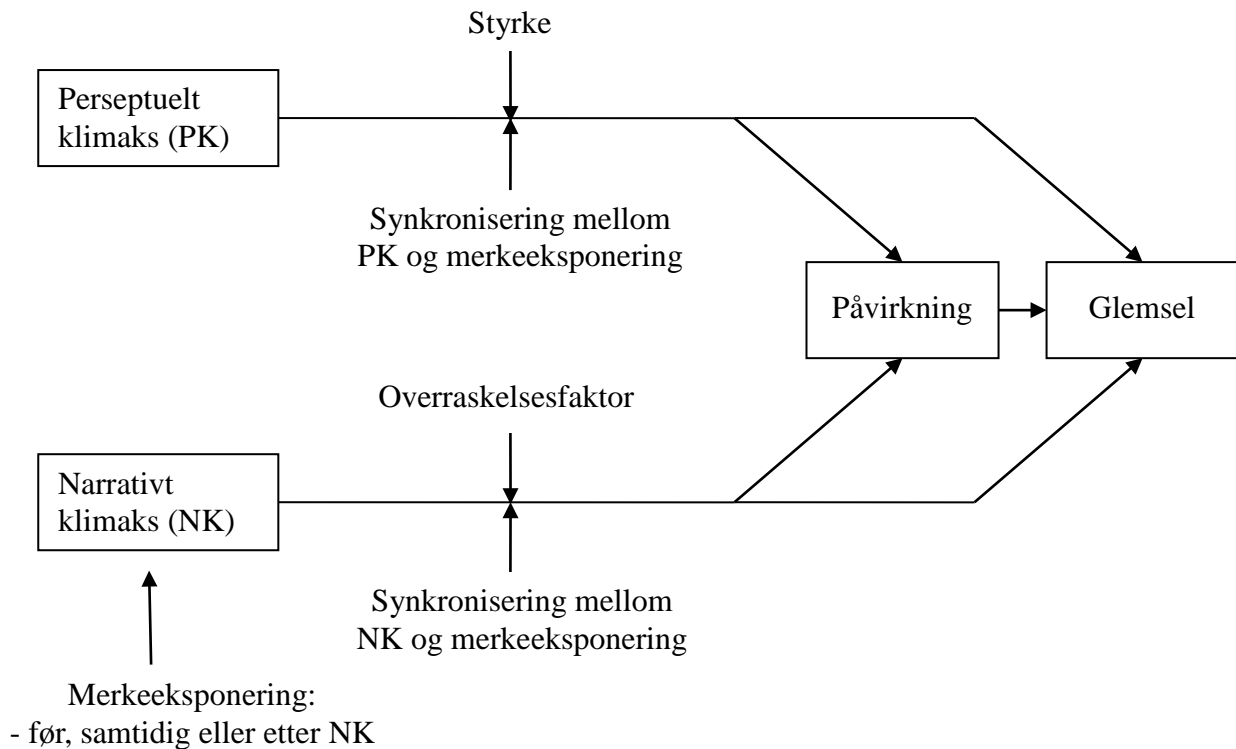 Styrke
Perseptuelt
klimaks (PK)
Synkronisering mellom
PK og merkeeksponering
Påvirkning
Glemsel
Overraskelsesfaktor
Narrativt
klimaks (NK)
Synkronisering mellom
NK og merkeeksponering
Merkeeksponering:
- før, samtidig eller etter NK